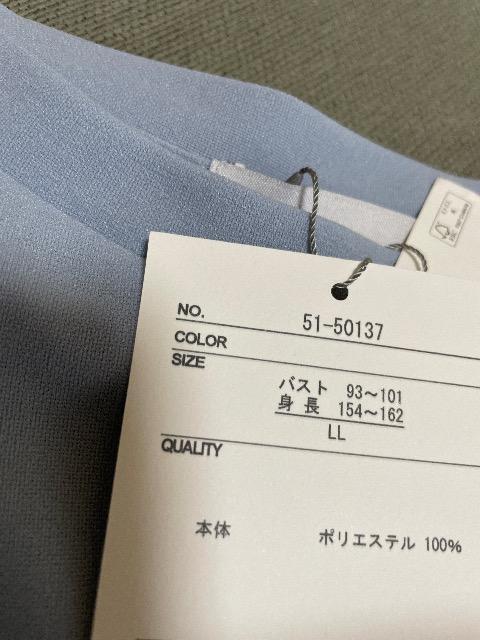 NO. 51-50137
COLOR
SIZE
バスト 93～101
身長 154～162
LL
QUALITY
本体 ポリエステル 100%